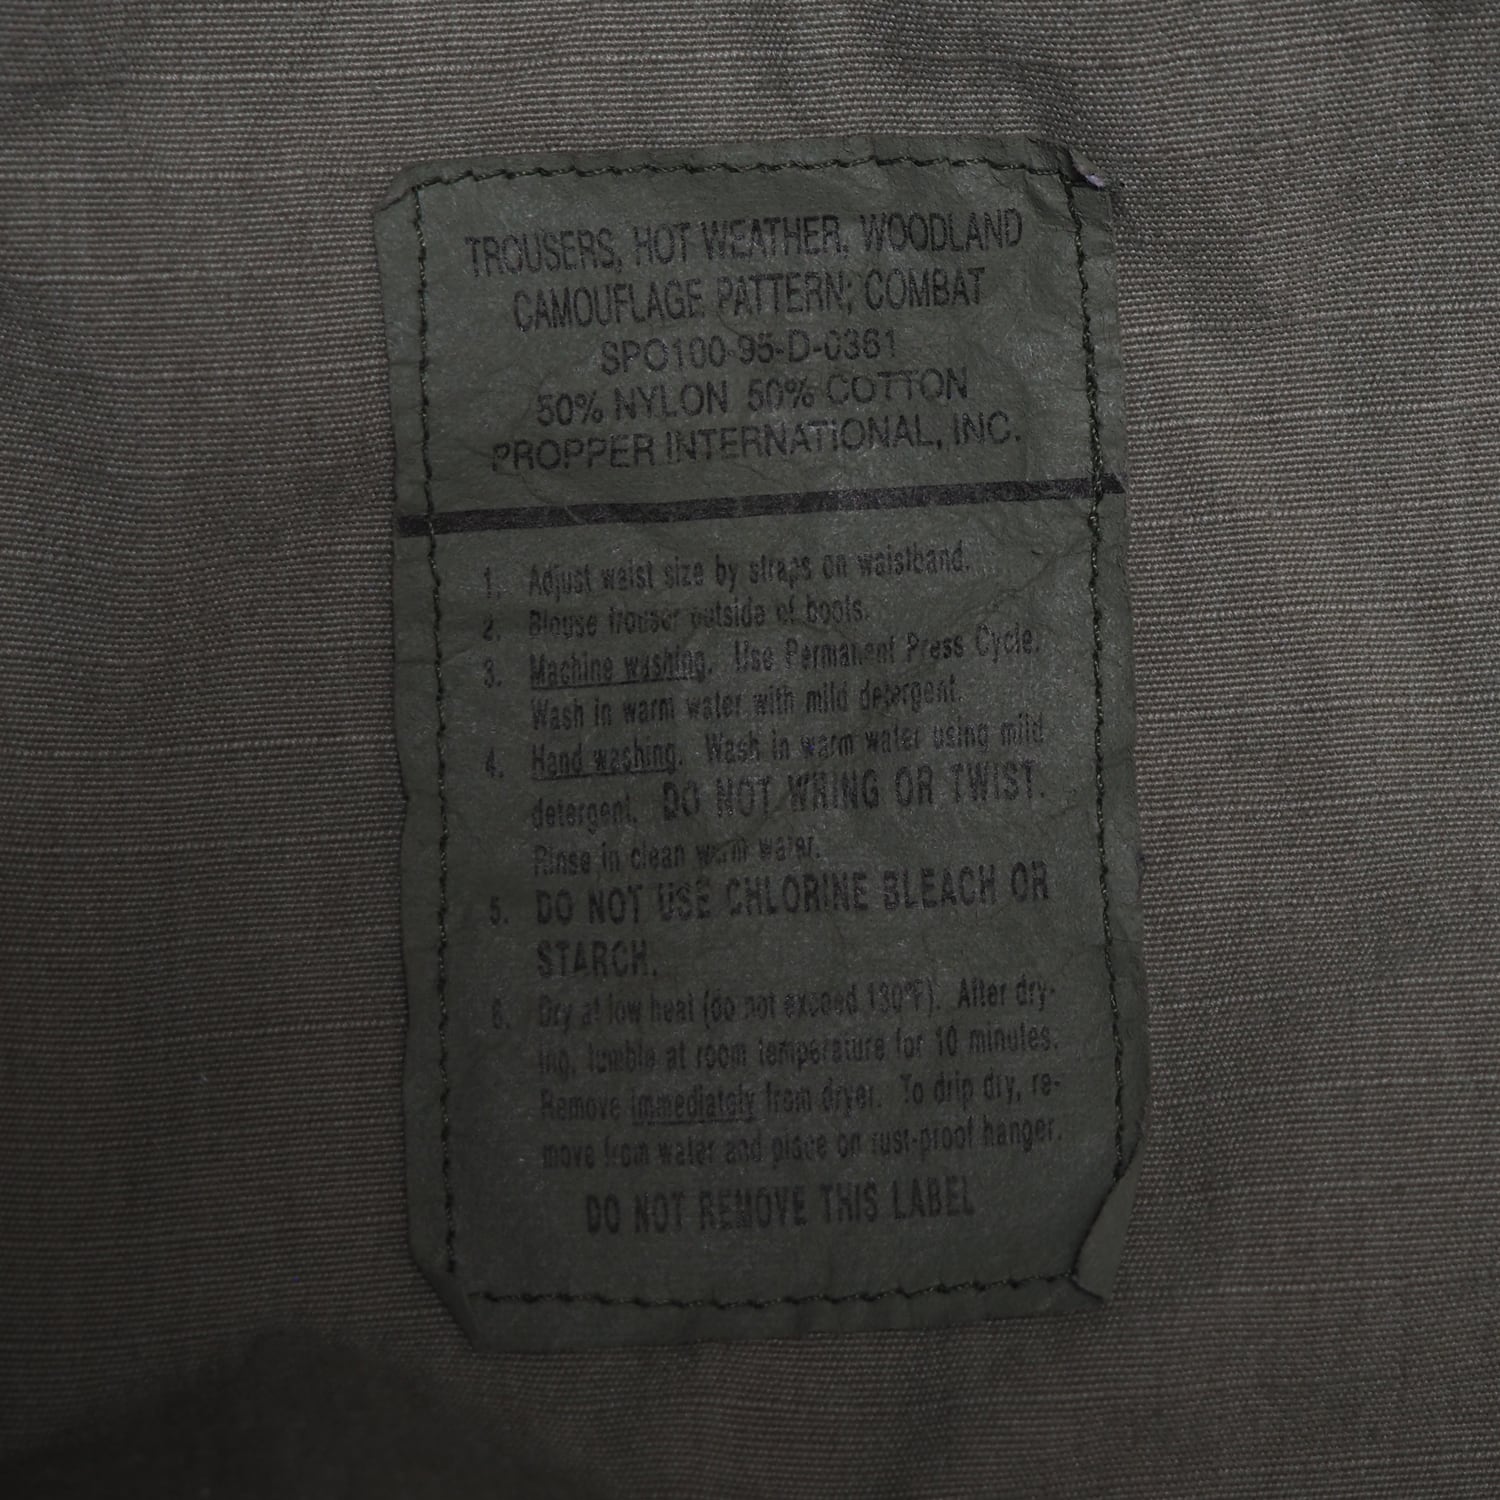 TROUSERS, HOT WEATHER, WOODLAND
CAMOUFLAGE PATTERN; COMBAT
SPO100-95-D-0361
50% NYLON 50% COTTON
PROPPER INTERNATIONAL, INC.
1. Adjust waist size by straps on waistband.
2. Blouse trouser outside of boots.
3. Machine washing. Use Permanent Press Cycle.
Wash in warm water with mild detergent.
4. Hand washing. Wash in warm water using mild
detergent. DO NOT WRING OR TWIST.
Rinse in clean warm water.
5. DO NOT USE CHLORINE BLEACH OR
STARCH.
6. Dry at low heat (do not exceed 130°F). After dry-
ing, tumble at room temperature for 10 minutes.
Remove immediately from dryer. To drip dry, re-
move from water and place on rust-proof hanger.
DO NOT REMOVE THIS LABEL